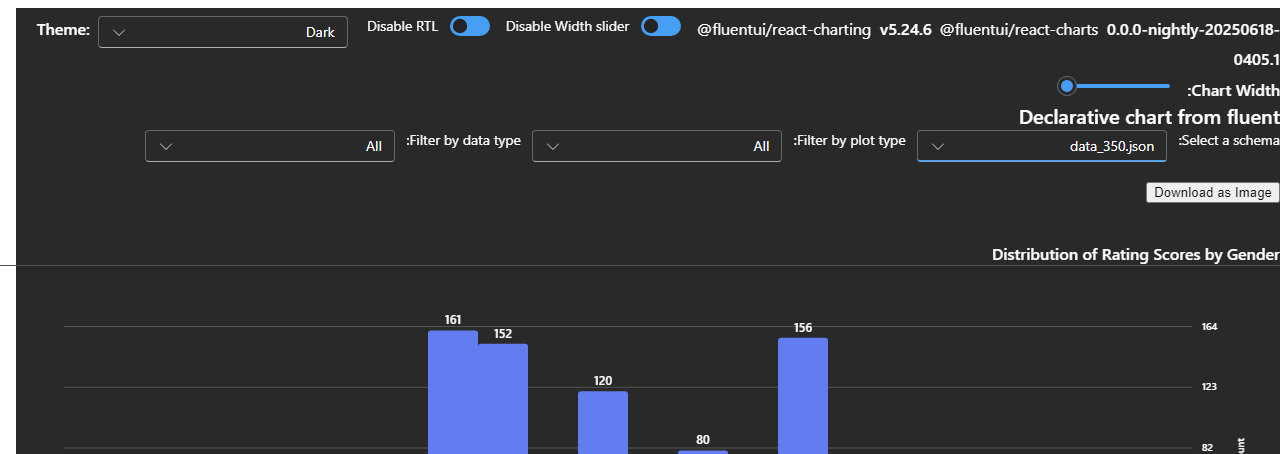 Theme: Dark Disable RTL Disable Width slider @fluentui/react-charting v5.24.6 @fluentui/react-charts 0.0.0-nightly-20250618-
0405.1
:Chart Width
Declarative chart from fluent
:Select a schema data_350.json :Filter by plot type All :Filter by data type All
Download as Image
Distribution of Rating Scores by Gender
161
152
120
80
156
164
123
82